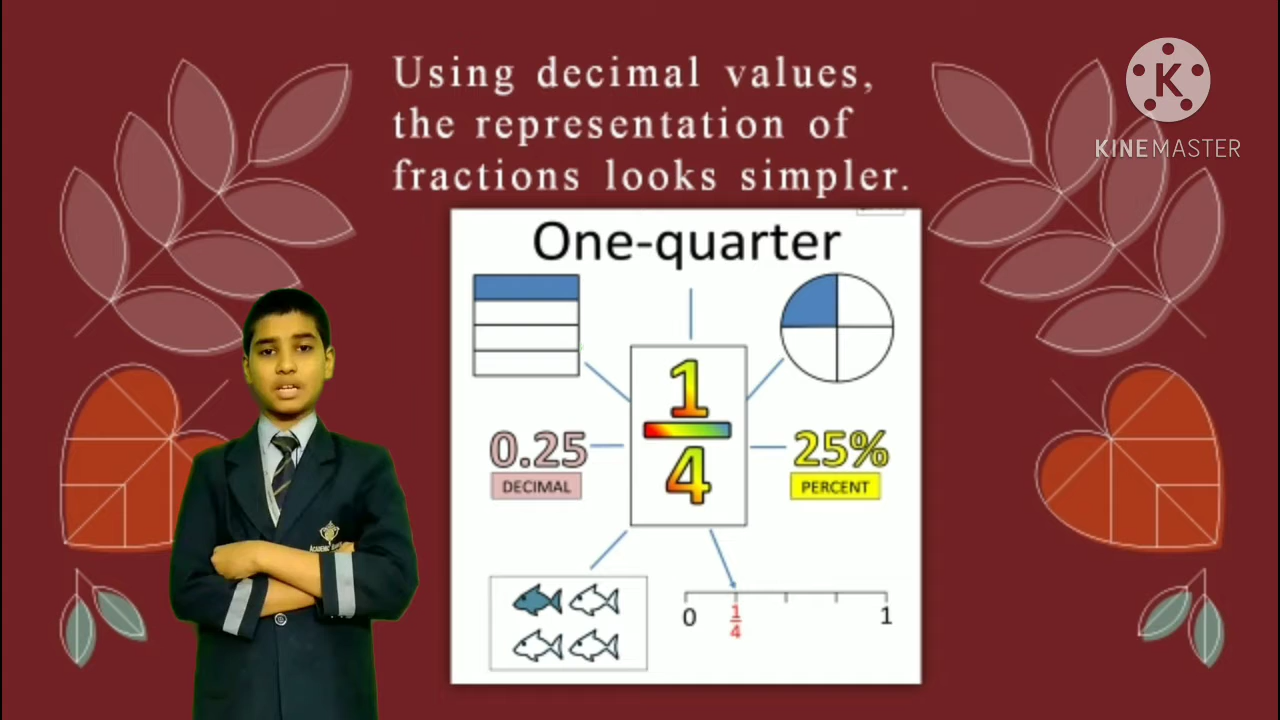 Using decimal values,
the representation of
fractions looks simpler.
K
KINEMASTER
One-quarter
1
4
0.25
DECIMAL
25%
PERCENT
0
1
4
1